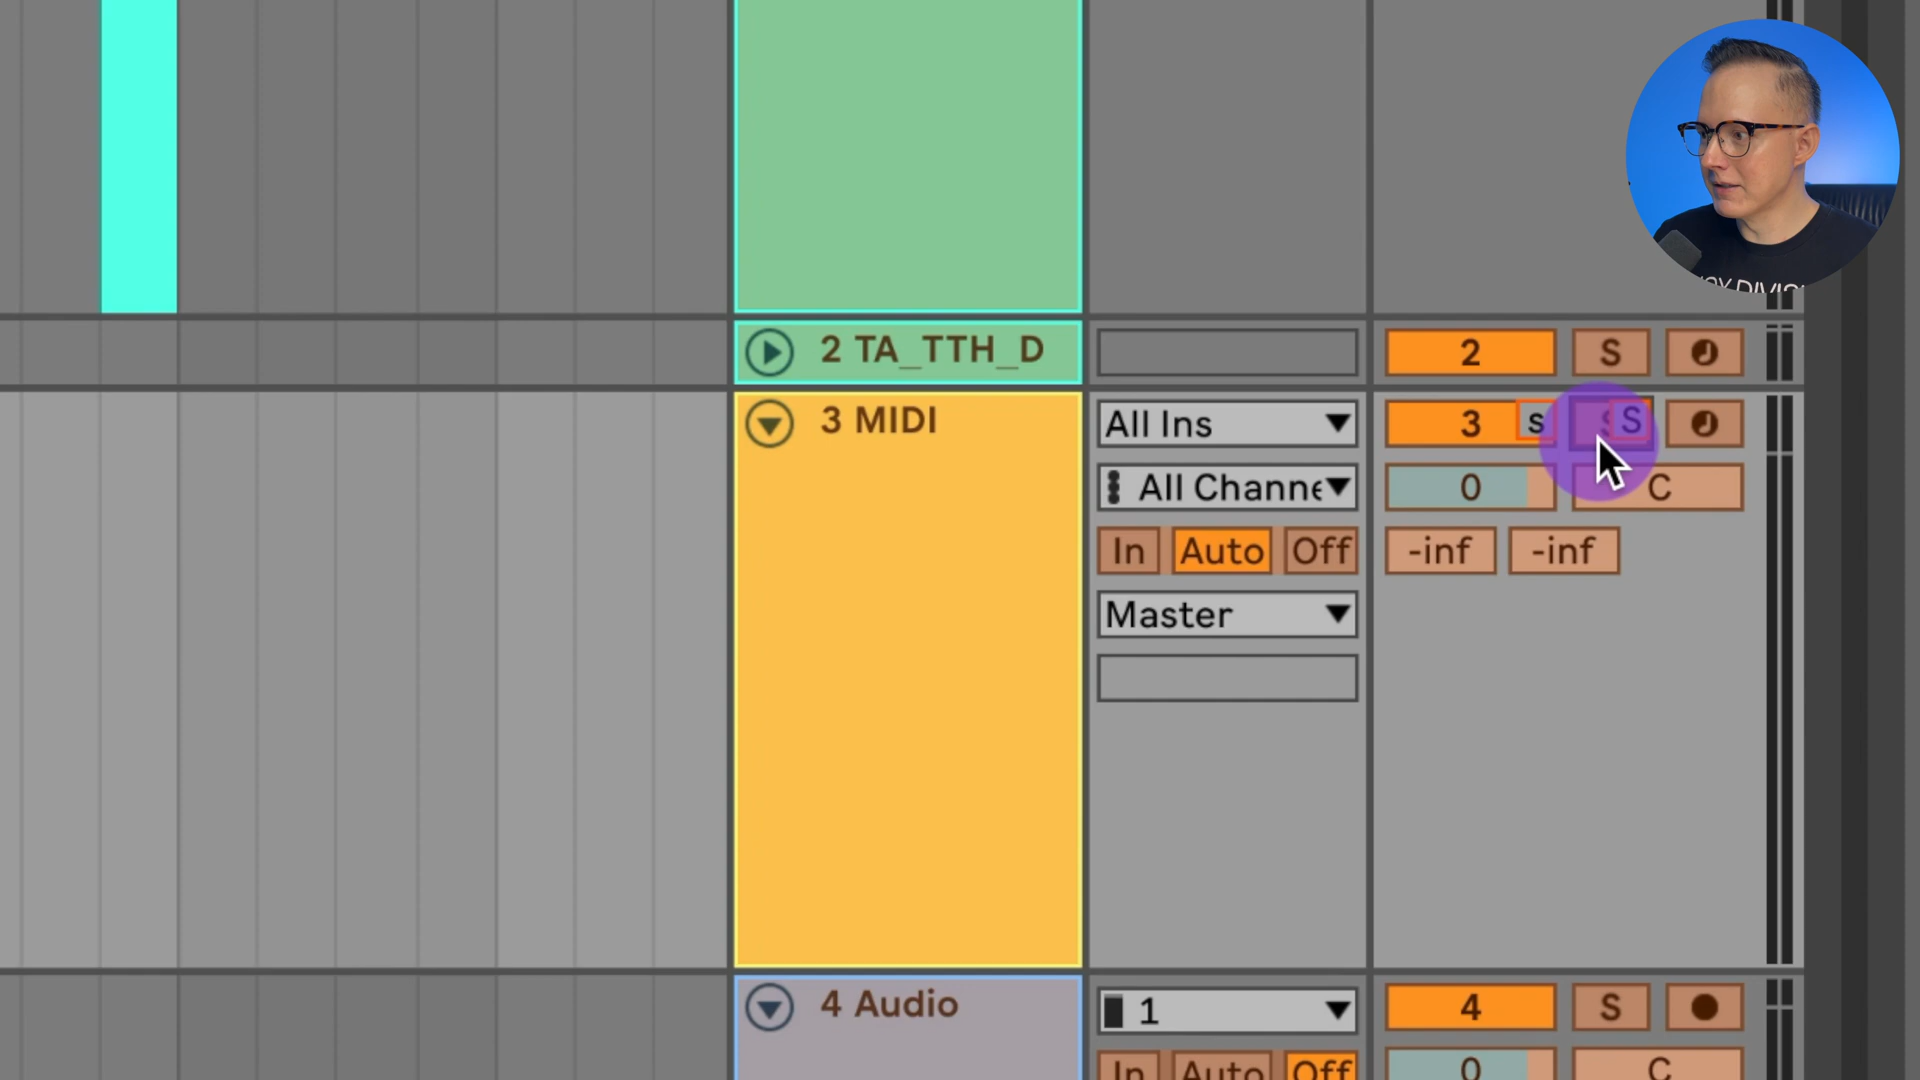 2 TA_TTH_D 2 S
3 MIDI All Ins 3 s S
All Channe 0 C
In Auto Off -inf -inf
Master
4 Audio 1 4 S
In Auto Off 0 C